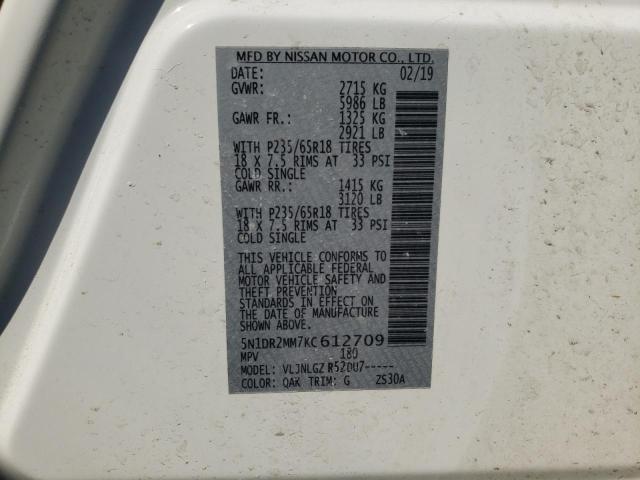 MFD BY NISSAN MOTOR CO., LTD.
DATE: 02/19
GVWR: 2715 KG
5986 LB
GAWR FR.: 1325 KG
2921 LB
WITH P235/65R18 TIRES
18 X 7.5 RIMS AT 33 PSI
COLD SINGLE
GAWR RR.: 1415 KG
3120 LB
WITH P235/65R18 TIRES
18 X 7.5 RIMS AT 33 PSI
COLD SINGLE
THIS VEHICLE CONFORMS TO
ALL APPLICABLE FEDERAL
MOTOR VEHICLE SAFETY AND
THEFT PREVENTION
STANDARDS IN EFFECT ON
THE DATE OF MANUFACTURE
SHOWN ABOVE.
5N1DR2MM7KC612709
MPV 180
MODEL: VLJNLGZ R52DU7-----
COLOR: QAK TRIM: G ZS30A